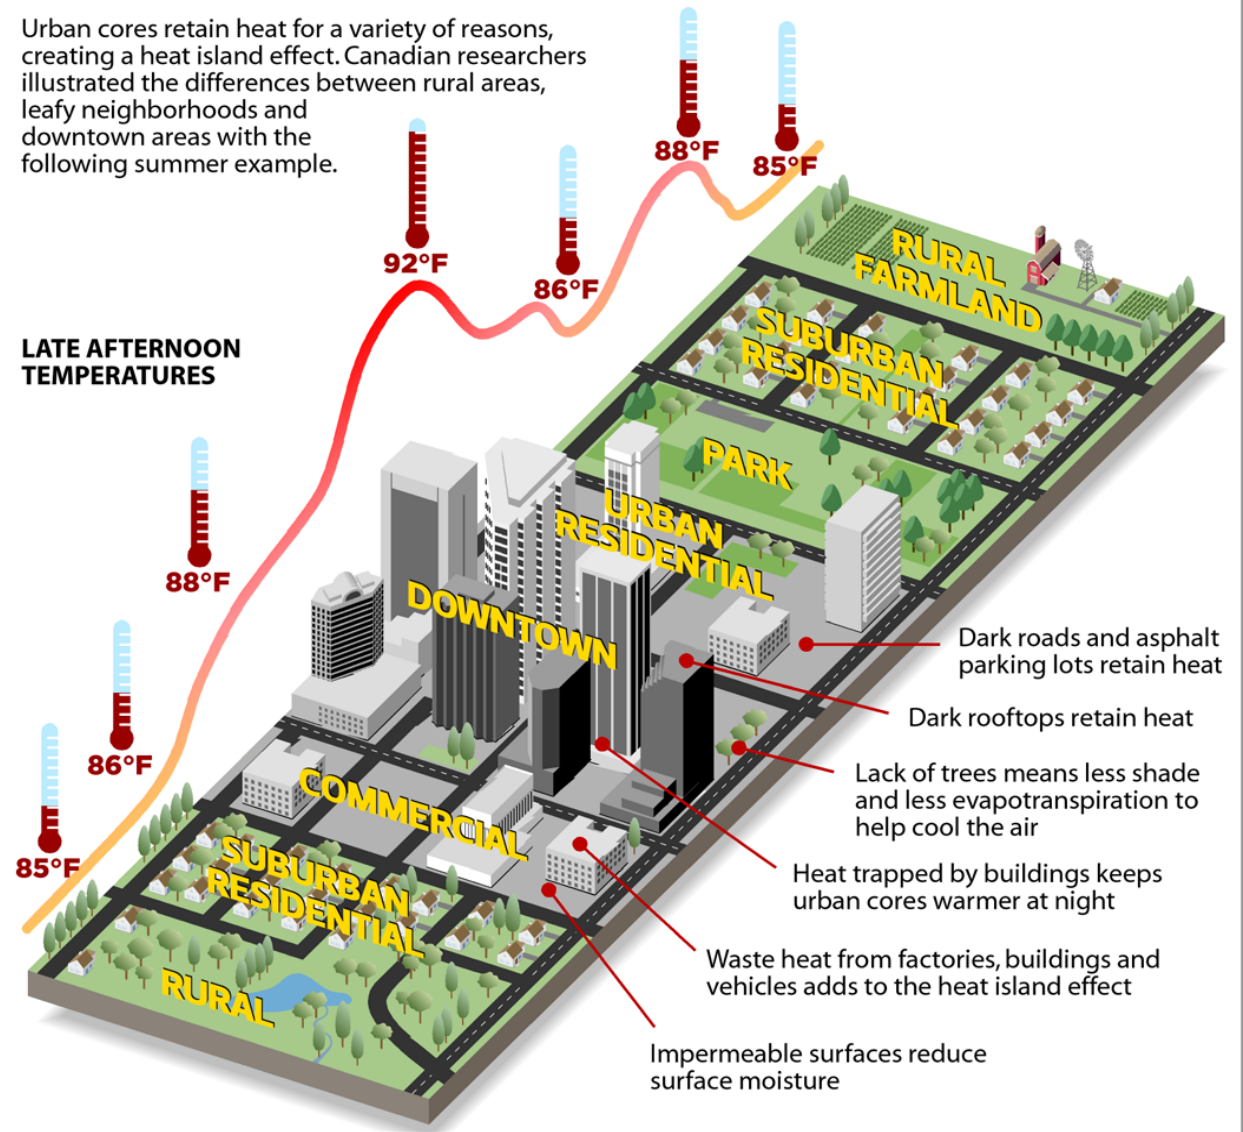 Urban cores retain heat for a variety of reasons,
creating a heat island effect. Canadian researchers
illustrated the differences between rural areas,
leafy neighborhoods and
downtown areas with the
following summer example.
88°F
85°F
92°F
86°F
LATE AFTERNOON
TEMPERATURES
88°F
86°F
85°F
RURAL
FARMLAND
SUBURBAN
RESIDENTIAL
PARK
URBAN
RESIDENTIAL
DOWNTOWN
COMMERCIAL
SUBURBAN
RESIDENTIAL
RURAL
Dark roads and asphalt
parking lots retain heat
Dark rooftops retain heat
Lack of trees means less shade
and less evapotranspiration to
help cool the air
Heat trapped by buildings keeps
urban cores warmer at night
Waste heat from factories, buildings and
vehicles adds to the heat island effect
Impermeable surfaces reduce
surface moisture